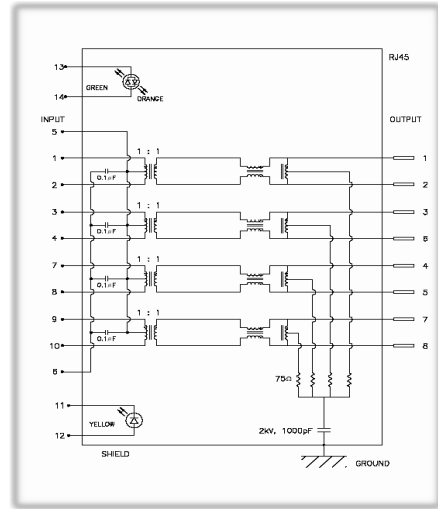 RJ45
13
GREEN
ORANGE
14
INPUT
OUTPUT
5
1 : 1
1
1
0.1µF
2
2
1 : 1
3
3
0.1µF
4
6
1 : 1
7
4
0.1µF
8
5
1 : 1
9
7
0.1µF
10
8
6
75Ω
11
YELLOW
12
2kV, 1000pF
SHIELD
GROUND